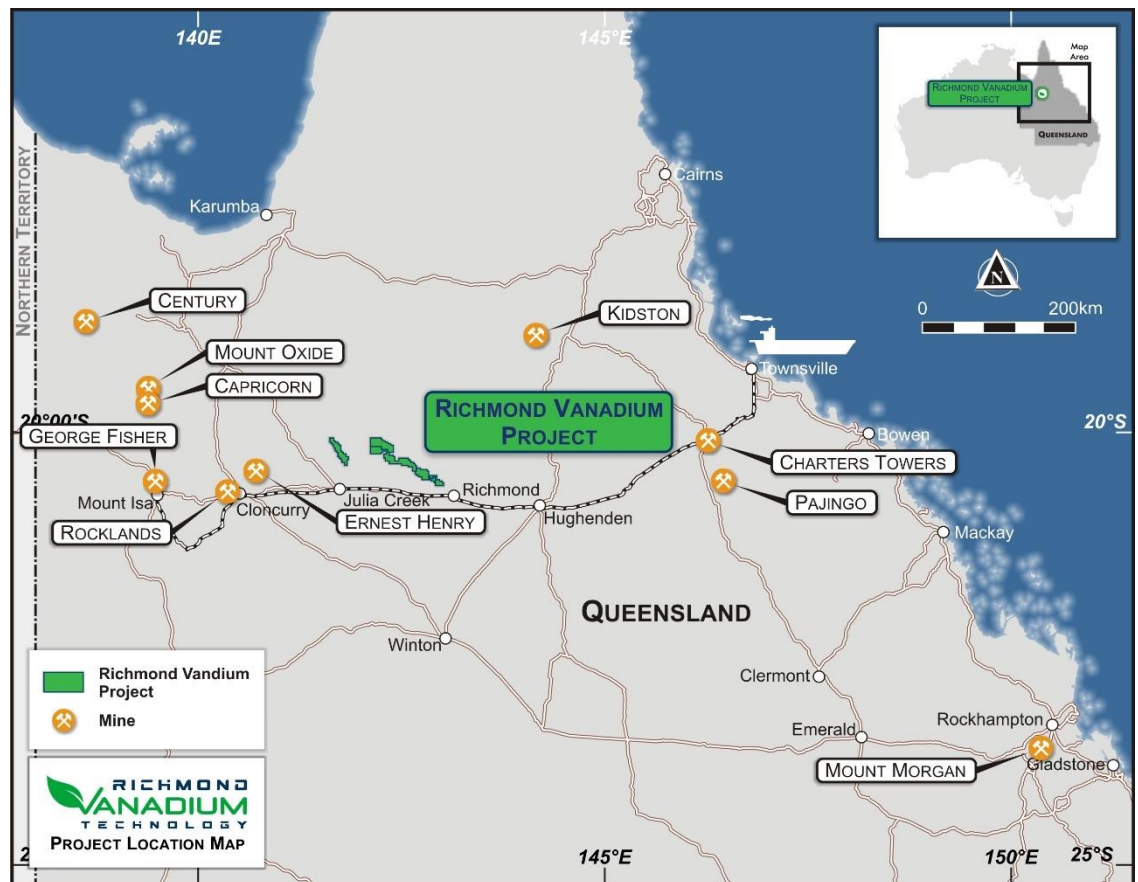 140E
145°E
Map
Area
RICHMOND VANADIUM
PROJECT
QUEENSLAND
NORTHERN TERRITORY
Cairns
Karumba
N
CENTURY
KIDSTON
0 200km
MOUNT OXIDE
CAPRICORN
Townsville
20°00'S
RICHMOND VANADIUM
PROJECT
20°S
GEORGE FISHER
Bowen
CHARTERS TOWERS
Mount Isa
Julia Creek
Richmond
PAJINGO
ROCKLANDS
Cloncurry
ERNEST HENRY
Hughenden
Mackay
QUEENSLAND
Winton
Clermont
Richmond Vandium
Project
Mine
Emerald
Rockhampton
MOUNT MORGAN
Gladstone
RICHMOND
VANADIUM
TECHNOLOGY
PROJECT LOCATION MAP
2
145°E
150°E
25°S